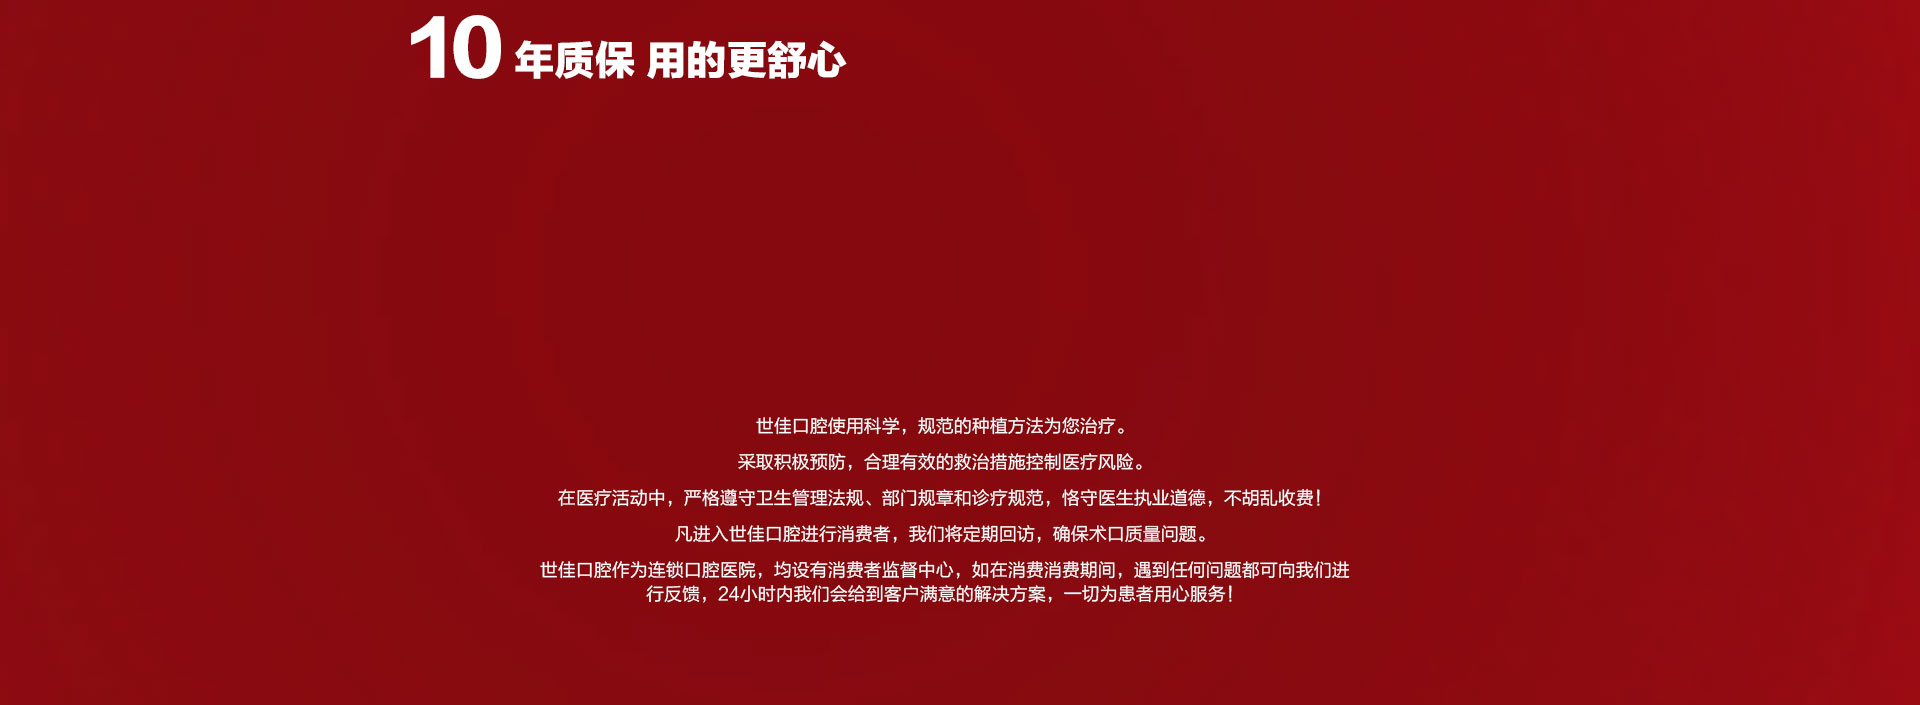 10 年质保 用的更舒心
世佳口腔使用科学，规范的种植方法为您治疗。
采取积极预防，合理有效的救治措施控制医疗风险。
在医疗活动中，严格遵守卫生管理法规、部门规章和诊疗规范，恪守医生执业道德，不胡乱收费！
凡进入世佳口腔进行消费者，我们将定期回访，确保术口质量问题。
世佳口腔作为连锁口腔医院，均设有消费者监督中心，如在消费消费期间，遇到任何问题都可向我们进
行反馈，24小时内我们会给到客户满意的解决方案，一切为患者用心服务！